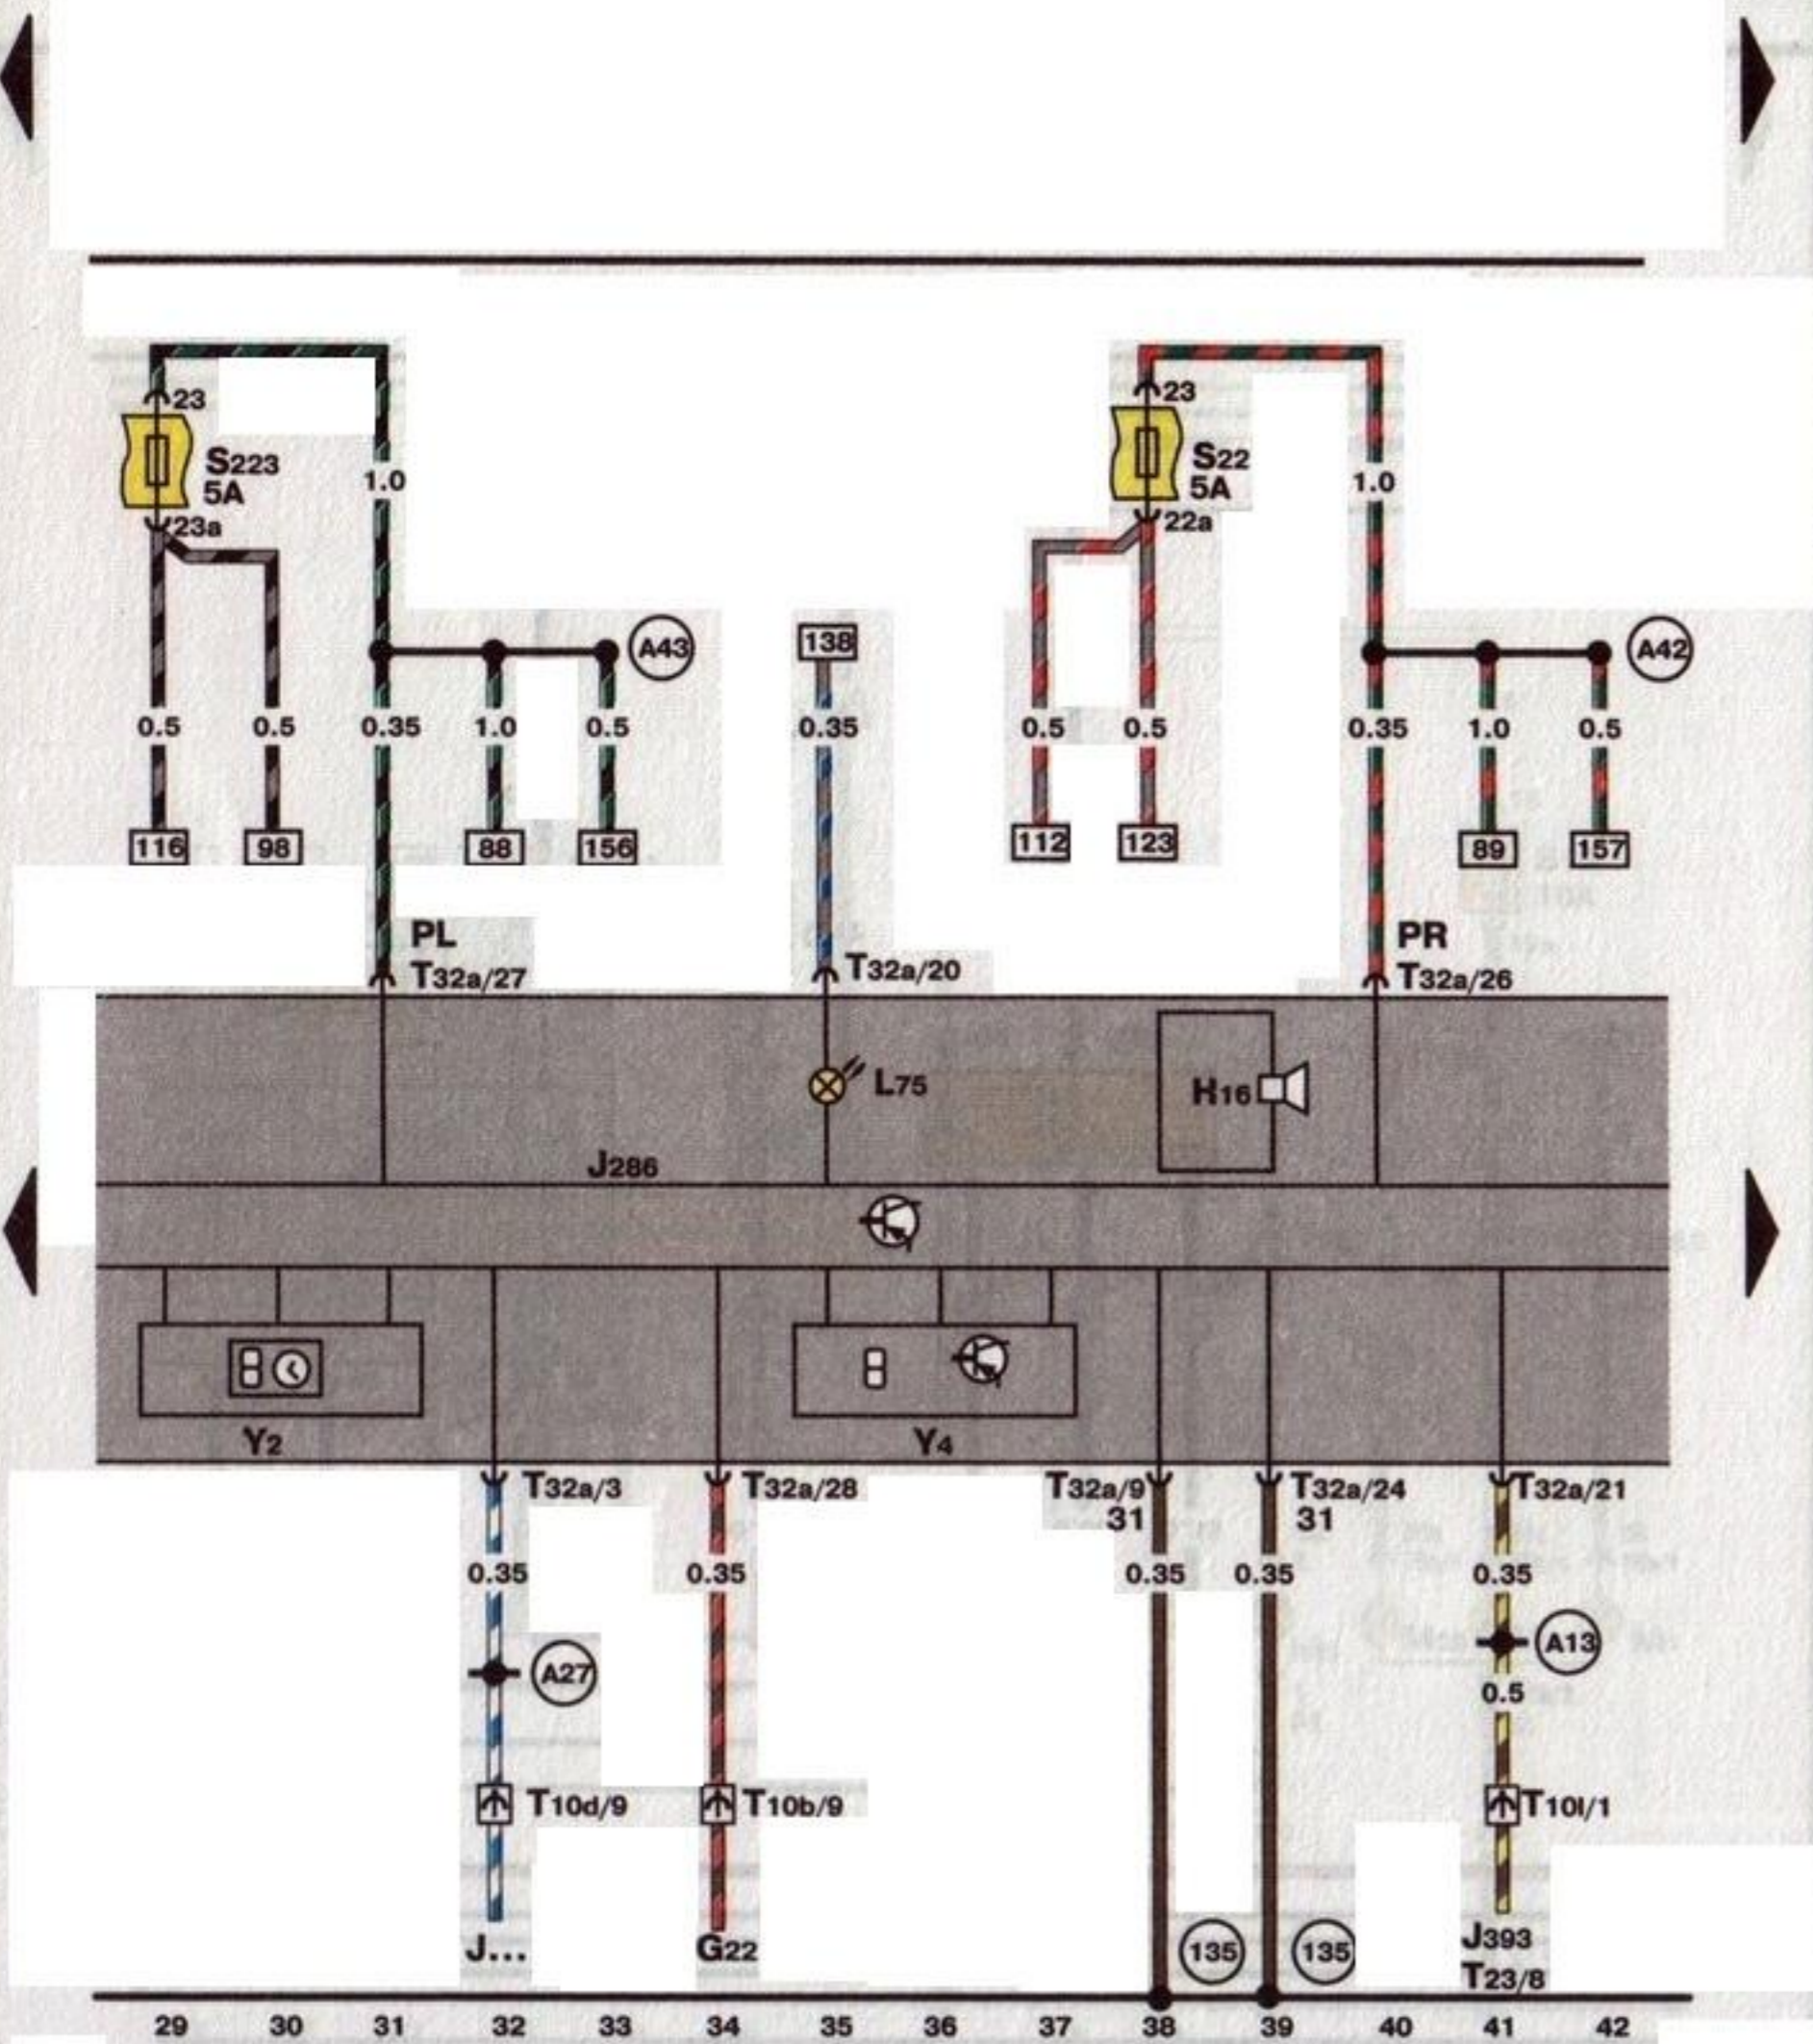 23
S223
5A
23a
1.0
23
S22
5A
22a
1.0
A43
138
A42
0.5 0.5 0.35 1.0 0.5 0.35 0.5 0.5 0.35 1.0 0.5
116 98 88 156 112 123 89 157
PL
T32a/27
T32a/20
PR
T32a/26
L75
H16
J286
Y2
Y4
T32a/3
T32a/28
T32a/9
31
T32a/24
31
T32a/21
0.35 0.35 0.35 0.35 0.35
A27
A13
0.5
T10d/9
T10b/9
T10l/1
J...
G22
135
135
J393
T23/8
29 30 31 32 33 34 35 36 37 38 39 40 41 42